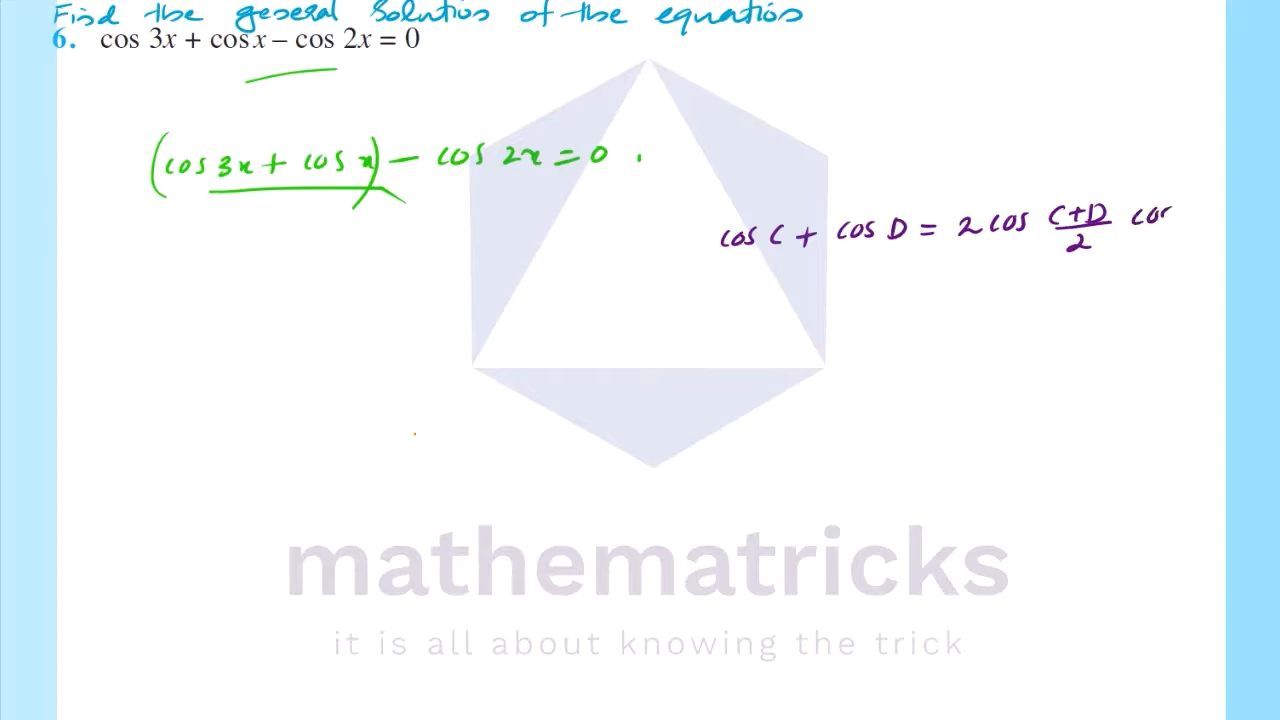 Find the general solution of the equation
6. cos 3x + cos x – cos 2x = 0
(cos 3x + cos x) – cos 2x = 0 .
cos C + cos D = 2 cos (C+D)/2 cos
mathematricks
it is all about knowing the trick